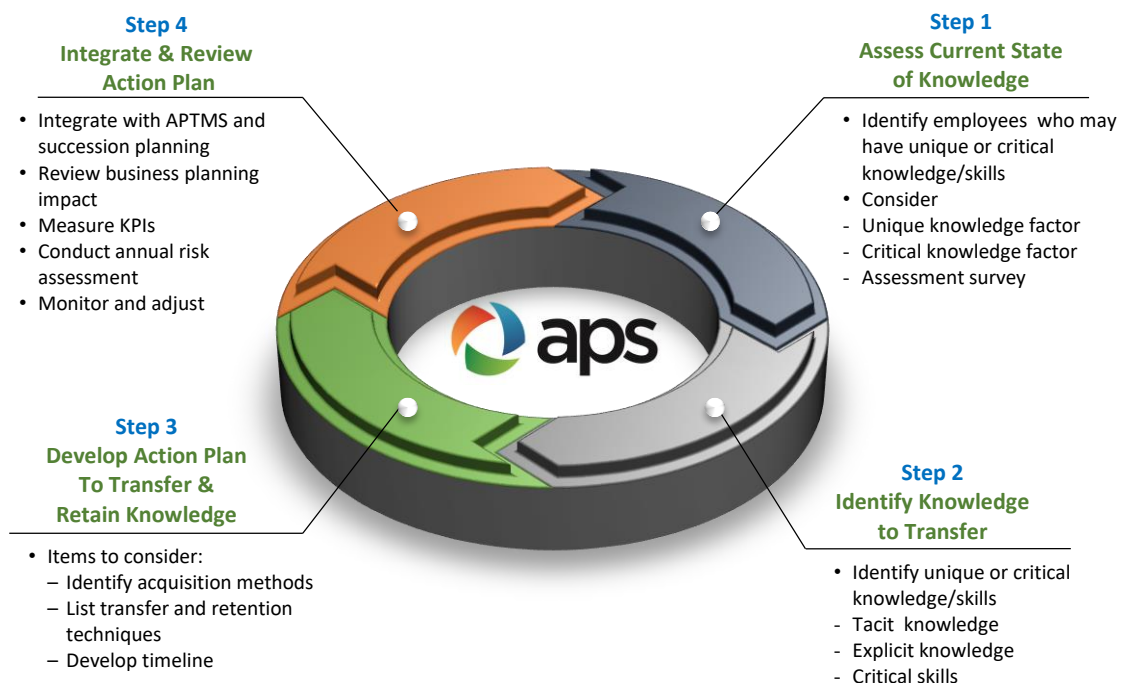 Step 4
Integrate & Review
Action Plan
• Integrate with APTMS and
succession planning
• Review business planning
impact
• Measure KPIs
• Conduct annual risk
assessment
• Monitor and adjust
Step 1
Assess Current State
of Knowledge
• Identify employees who may
have unique or critical
knowledge/skills
• Consider
- Unique knowledge factor
- Critical knowledge factor
- Assessment survey
aps
Step 3
Develop Action Plan
To Transfer &
Retain Knowledge
• Items to consider:
– Identify acquisition methods
– List transfer and retention
techniques
– Develop timeline
Step 2
Identify Knowledge
to Transfer
• Identify unique or critical
knowledge/skills
- Tacit knowledge
- Explicit knowledge
- Critical skills